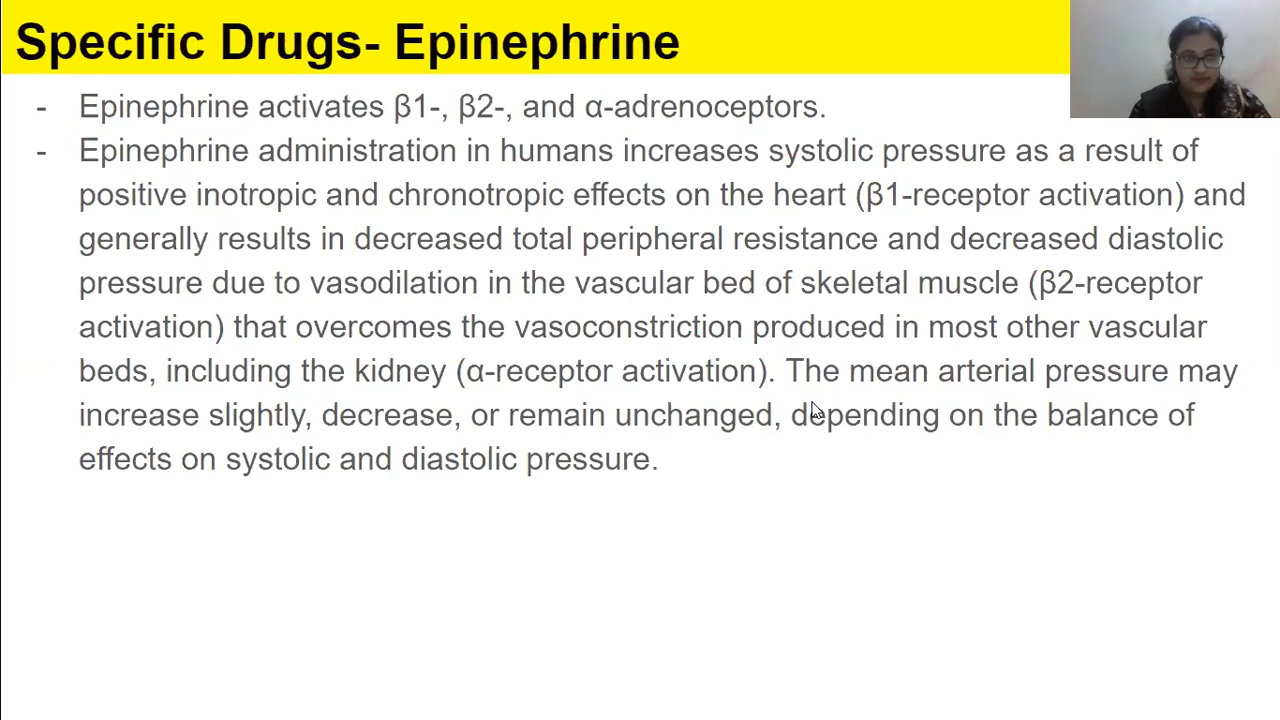 Specific Drugs- Epinephrine
- Epinephrine activates β1-, β2-, and α-adrenoceptors.
- Epinephrine administration in humans increases systolic pressure as a result of
positive inotropic and chronotropic effects on the heart (β1-receptor activation) and
generally results in decreased total peripheral resistance and decreased diastolic
pressure due to vasodilation in the vascular bed of skeletal muscle (β2-receptor
activation) that overcomes the vasoconstriction produced in most other vascular
beds, including the kidney (α-receptor activation). The mean arterial pressure may
increase slightly, decrease, or remain unchanged, depending on the balance of
effects on systolic and diastolic pressure.